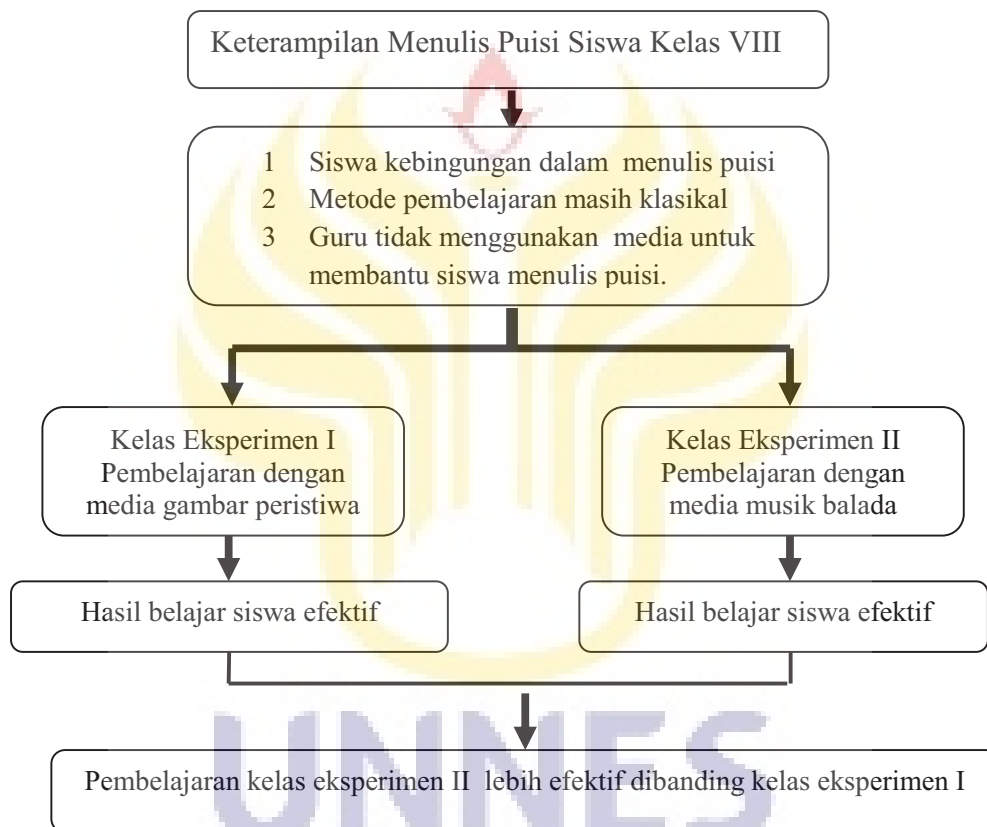 Keterampilan Menulis Puisi Siswa Kelas VIII
1 Siswa kebingungan dalam menulis puisi
2 Metode pembelajaran masih klasikal
3 Guru tidak menggunakan media untuk
membantu siswa menulis puisi.
Kelas Eksperimen I
Pembelajaran dengan
media gambar peristiwa
Kelas Eksperimen II
Pembelajaran dengan
media musik balada
Hasil belajar siswa efektif
Hasil belajar siswa efektif
UNNES
Pembelajaran kelas eksperimen II lebih efektif dibanding kelas eksperimen I